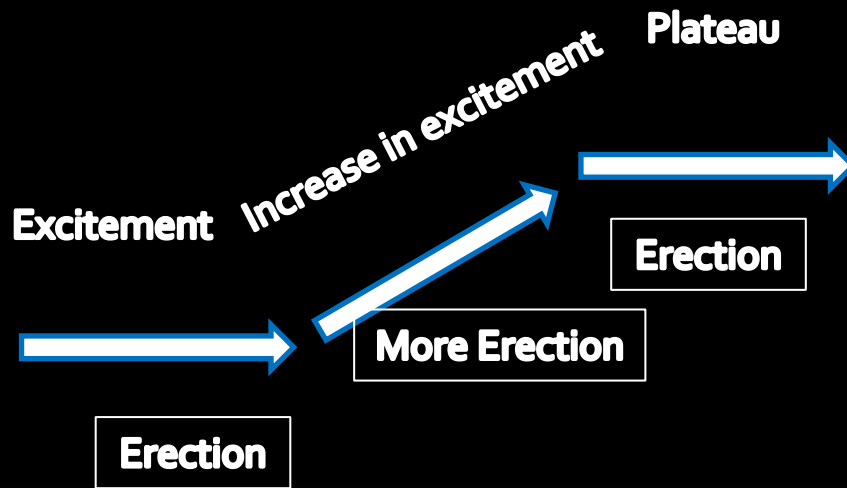 Plateau
Increase in excitement
Excitement
Erection
More Erection
Erection